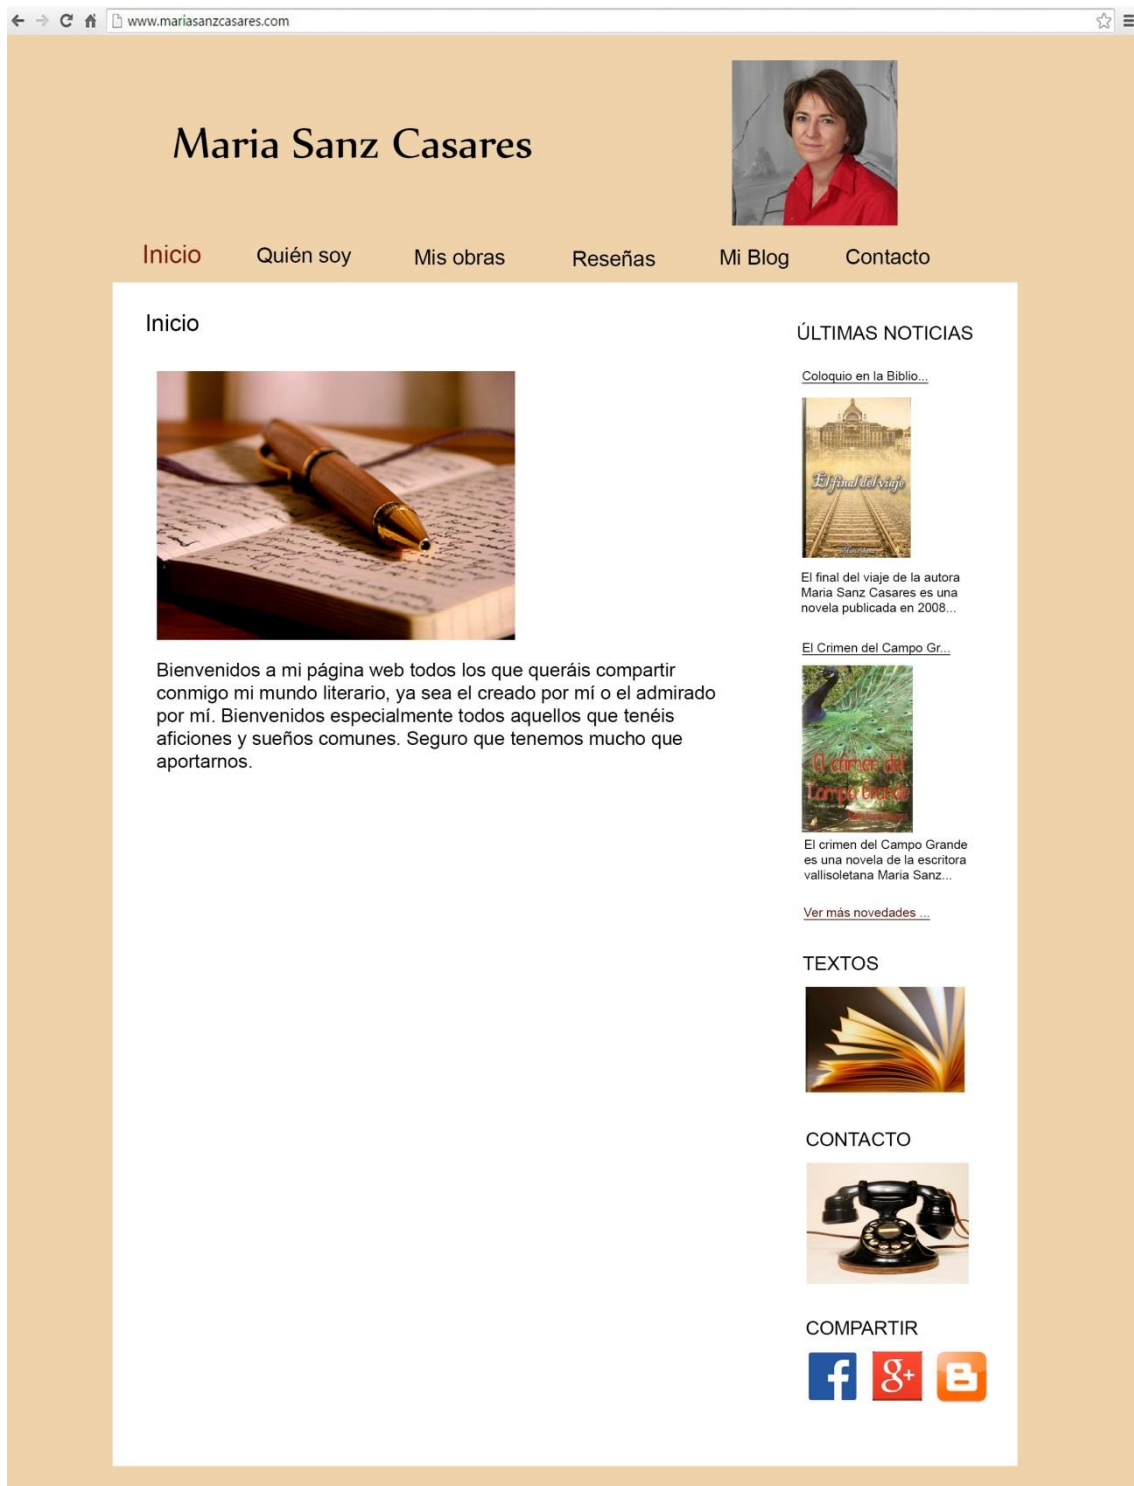 www.mariasanzcasares.com
Maria Sanz Casares
Inicio
Quién soy
Mis obras
Reseñas
Mi Blog
Contacto
Inicio
Bienvenidos a mi página web todos los que queráis compartir
conmigo mi mundo literario, ya sea el creado por mí o el admirado
por mí. Bienvenidos especialmente todos aquellos que tenéis
aficiones y sueños comunes. Seguro que tenemos mucho que
aportarnos.
ÚLTIMAS NOTICIAS
Coloquio en la Biblio...
El final del viaje
El final del viaje de la autora
Maria Sanz Casares es una
novela publicada en 2008...
El Crimen del Campo Gr...
El crimen del
Campo Grande
El crimen del Campo Grande
es una novela de la escritora
vallisoletana Maria Sanz...
Ver más novedades ...
TEXTOS
CONTACTO
COMPARTIR
f
g+
B